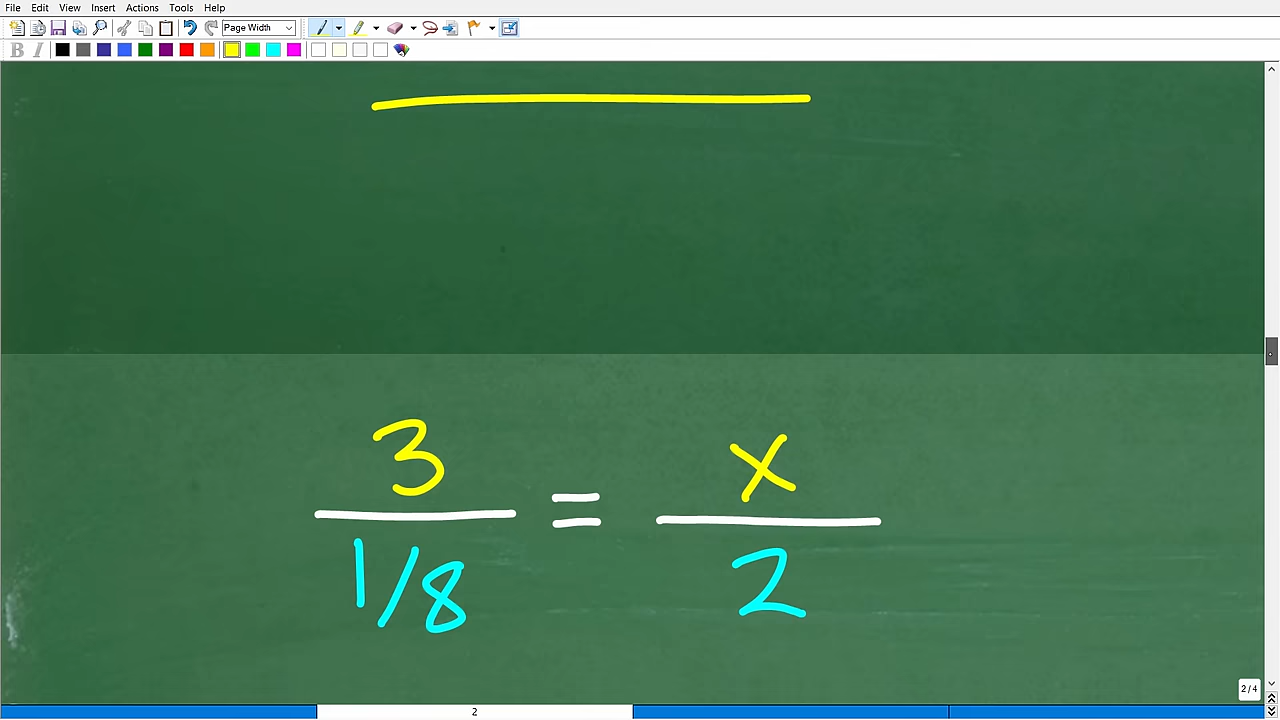 File Edit View Insert Actions Tools Help
Page Width
B I
3 = x
1/8 2
2 / 4
2